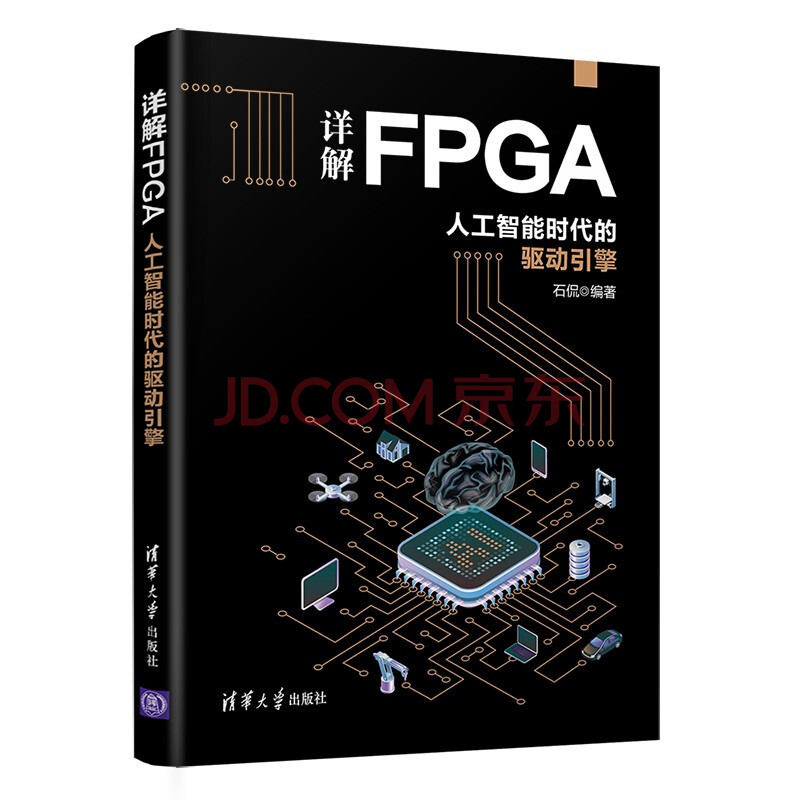 详解FPGA 人工智能时代的驱动引擎
清华大学出版社
详解
FPGA
人工智能时代的
驱动引擎
石侃◎编著
JD.COM 京东
AI
清华大学出版社